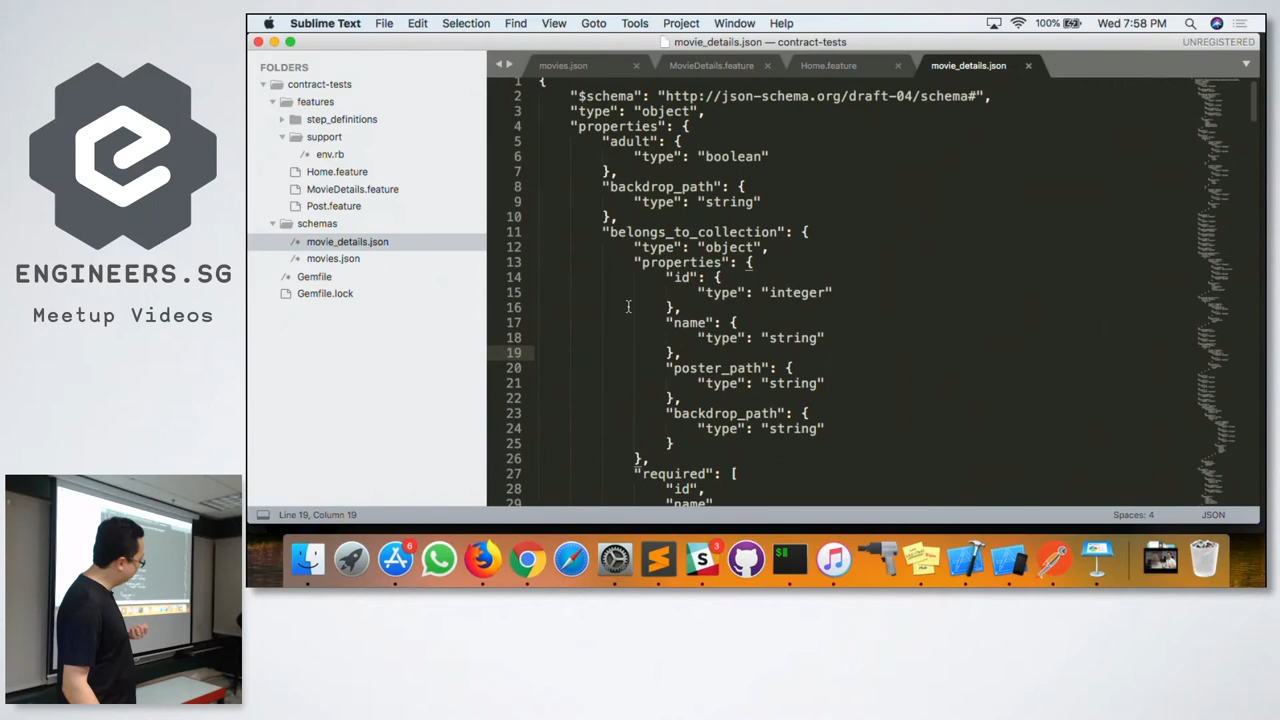 ENGINEERS.SG
Meetup Videos
Sublime Text File Edit Selection Find View Goto Tools Project Window Help
100% Wed 7:58 PM
movie_details.json — contract-tests
UNREGISTERED
FOLDERS
contract-tests
features
step_definitions
support
env.rb
Home.feature
MovieDetails.feature
Post.feature
schemas
movie_details.json
movies.json
Gemfile
Gemfile.lock
movies.json MovieDetails.feature Home.feature movie_details.json
1 {
2 "$schema": "http://json-schema.org/draft-04/schema#",
3 "type": "object",
4 "properties": {
5 "adult": {
6 "type": "boolean"
7 },
8 "backdrop_path": {
9 "type": "string"
10 },
11 "belongs_to_collection": {
12 "type": "object",
13 "properties": {
14 "id": {
15 "type": "integer"
16 },
17 "name": {
18 "type": "string"
19 },
20 "poster_path": {
21 "type": "string"
22 },
23 "backdrop_path": {
24 "type": "string"
25 }
26 },
27 "required": [
28 "id",
29 "name"
Line 19, Column 19
Spaces: 4 JSON
6
3